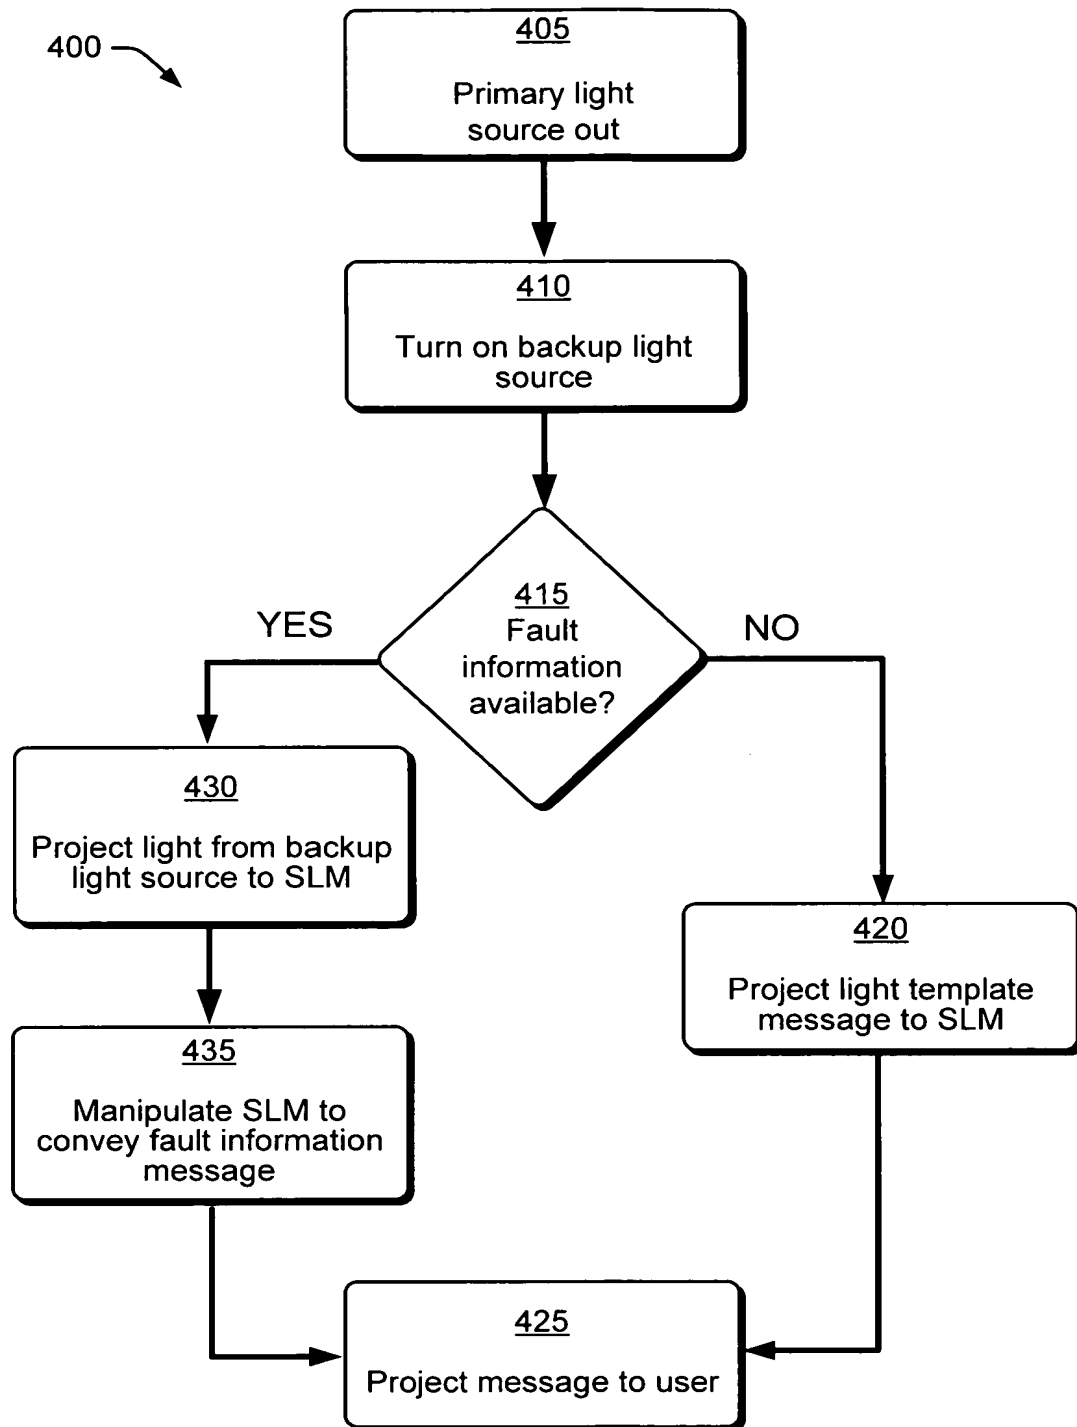 400
405
Primary light
source out
410
Turn on backup light
source
415
Fault
information
available?
YES
NO
430
Project light from backup
light source to SLM
420
Project light template
message to SLM
435
Manipulate SLM to
convey fault information
message
425
Project message to user